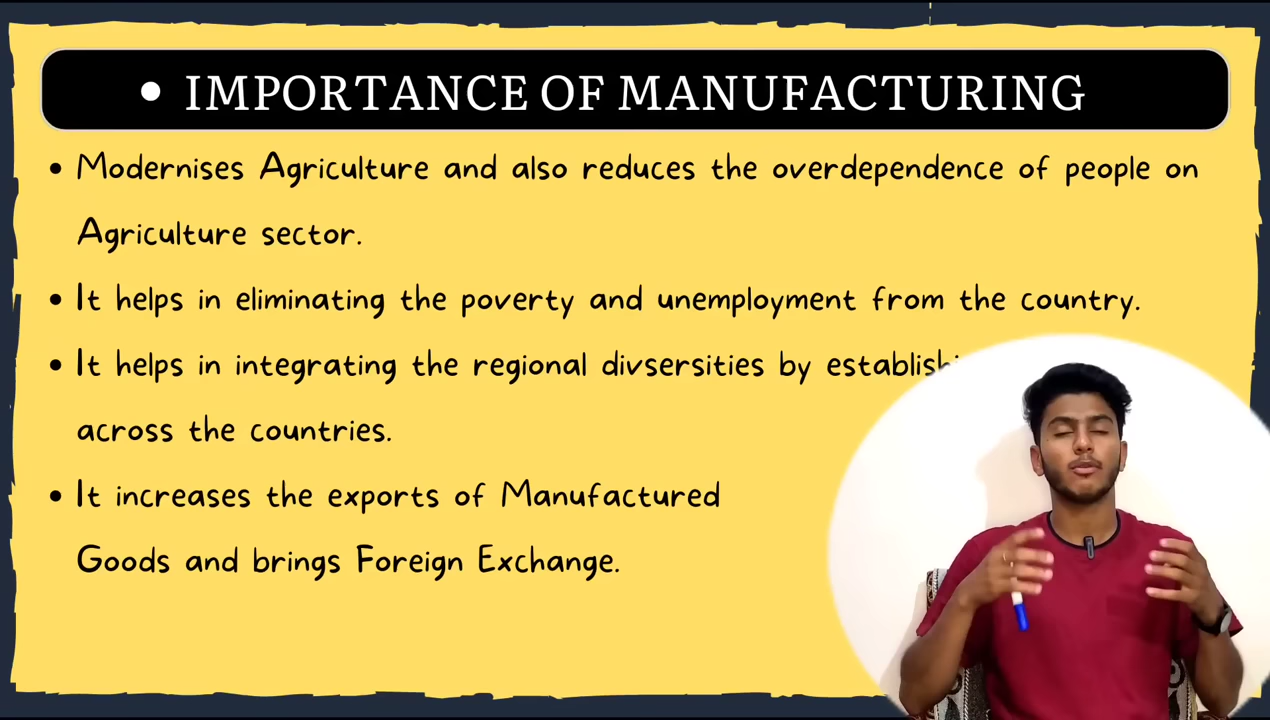 • IMPORTANCE OF MANUFACTURING
• Modernises Agriculture and also reduces the overdependence of people on
Agriculture sector.
• It helps in eliminating the poverty and unemployment from the country.
• It helps in integrating the regional divsersities by
across the countries.
• It increases the exports of Manufactured
Goods and brings Foreign Exchange.